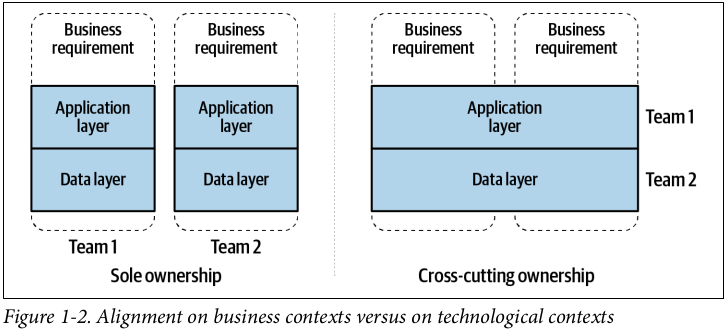 Business
requirement
Application
layer
Data layer
Team 1
Business
requirement
Application
layer
Data layer
Team 2
Sole ownership
Business
requirement
Business
requirement
Application
layer
Team 1
Data layer
Team 2
Cross-cutting ownership
Figure 1-2. Alignment on business contexts versus on technological contexts